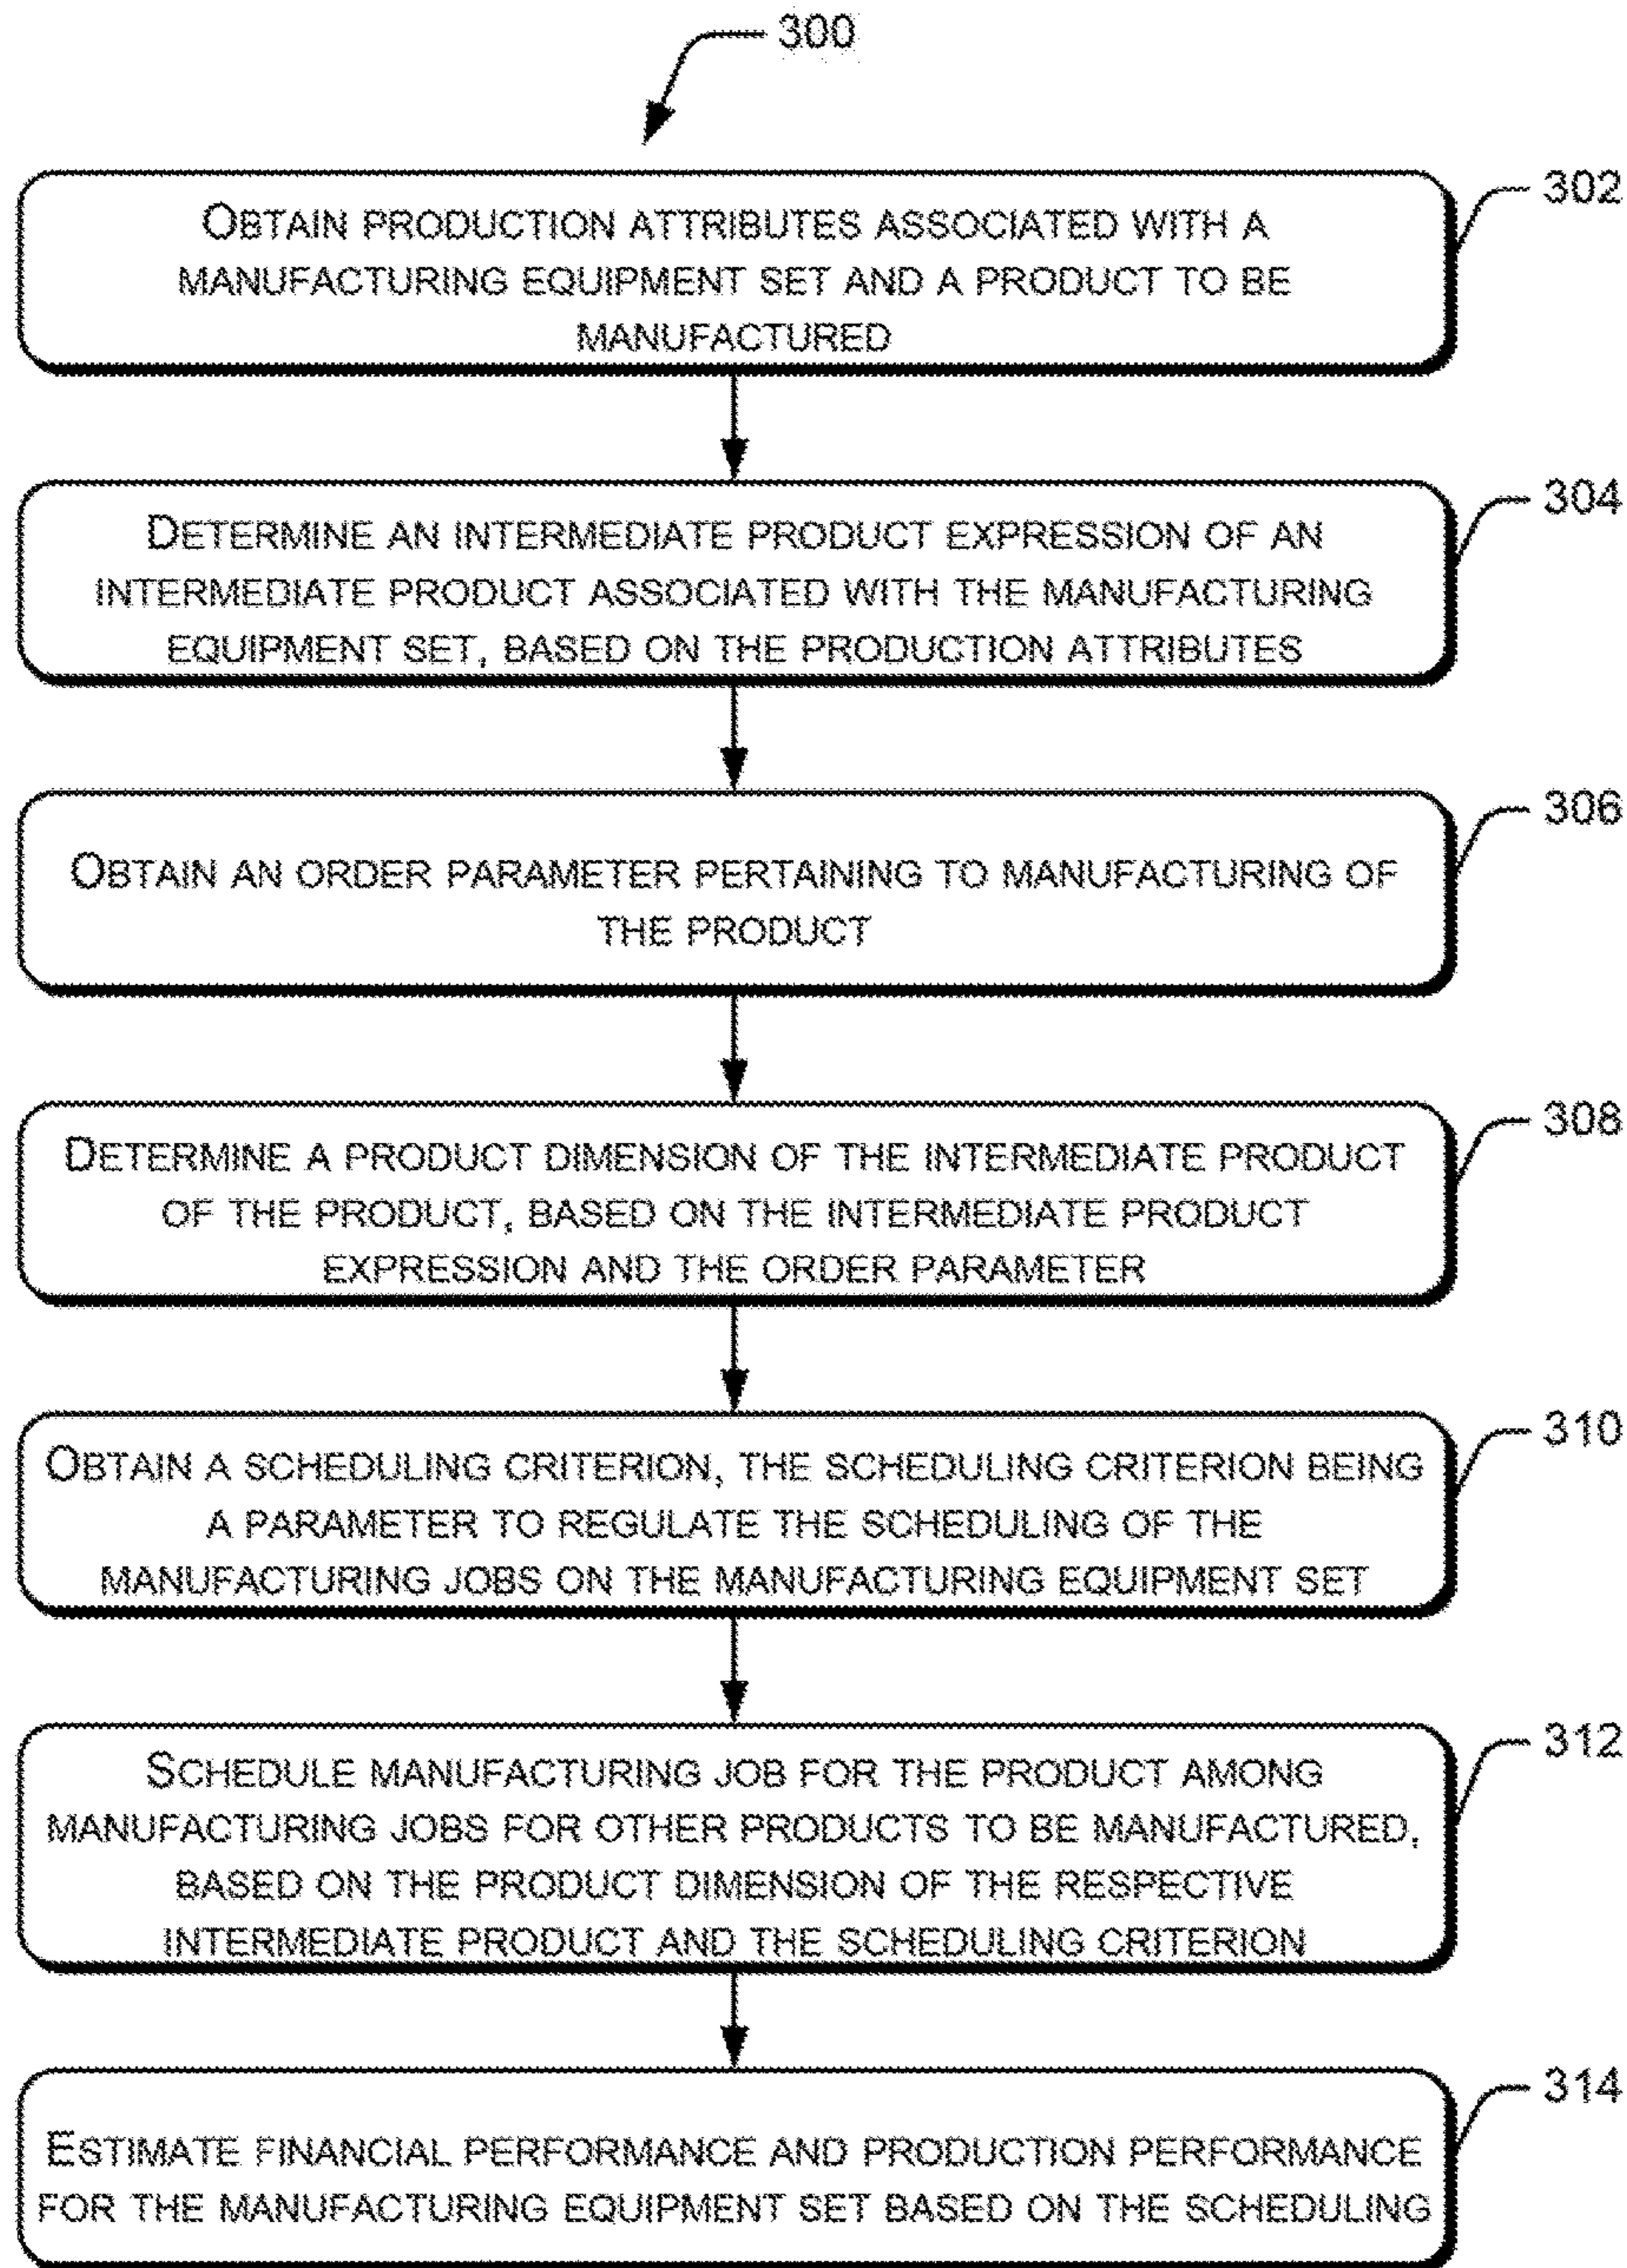 300
302
OBTAIN PRODUCTION ATTRIBUTES ASSOCIATED WITH A
MANUFACTURING EQUIPMENT SET AND A PRODUCT TO BE
MANUFACTURED
304
DETERMINE AN INTERMEDIATE PRODUCT EXPRESSION OF AN
INTERMEDIATE PRODUCT ASSOCIATED WITH THE MANUFACTURING
EQUIPMENT SET, BASED ON THE PRODUCTION ATTRIBUTES
306
OBTAIN AN ORDER PARAMETER PERTAINING TO MANUFACTURING OF
THE PRODUCT
308
DETERMINE A PRODUCT DIMENSION OF THE INTERMEDIATE PRODUCT
OF THE PRODUCT, BASED ON THE INTERMEDIATE PRODUCT
EXPRESSION AND THE ORDER PARAMETER
310
OBTAIN A SCHEDULING CRITERION, THE SCHEDULING CRITERION BEING
A PARAMETER TO REGULATE THE SCHEDULING OF THE
MANUFACTURING JOBS ON THE MANUFACTURING EQUIPMENT SET
312
SCHEDULE MANUFACTURING JOB FOR THE PRODUCT AMONG
MANUFACTURING JOBS FOR OTHER PRODUCTS TO BE MANUFACTURED,
BASED ON THE PRODUCT DIMENSION OF THE RESPECTIVE
INTERMEDIATE PRODUCT AND THE SCHEDULING CRITERION
314
ESTIMATE FINANCIAL PERFORMANCE AND PRODUCTION PERFORMANCE
FOR THE MANUFACTURING EQUIPMENT SET BASED ON THE SCHEDULING